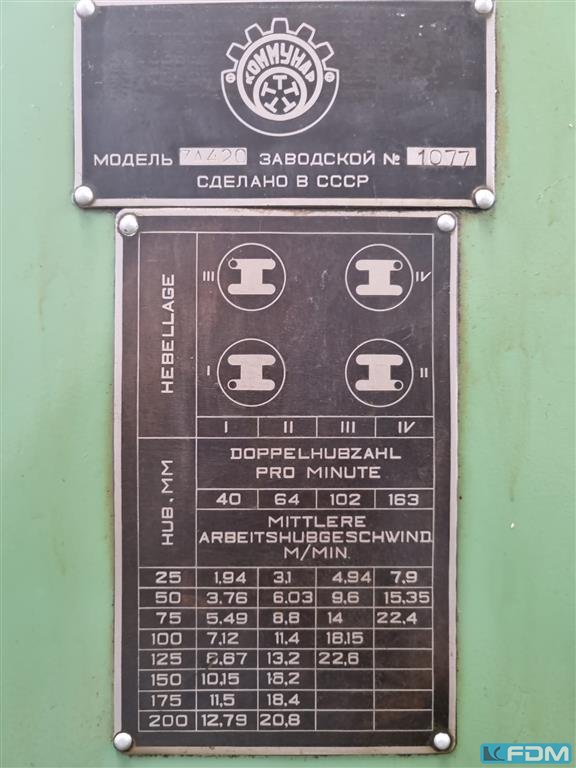 КОММУНАР
МОДЕЛЬ 7А420 ЗАВОДСКОЙ № 1077
СДЕЛАНО В СССР
HEBELLAGE
III IV
I II
I II III IV
HUB. MM
DOPPELHUBZAHL
PRO MINUTE
40 64 102 163
MITTLERE
ARBEITSHUBGESCHWIND.
M/MIN.
25 1,94 3,1 4,94 7,9
50 3,76 6.03 9,6 15,35
75 5.49 8,8 14 22,4
100 7,12 11,4 18,15
125 8.67 13,2 22,6
150 10,15 16,2
175 11,5 18,4
200 12,79 20,8
FDM